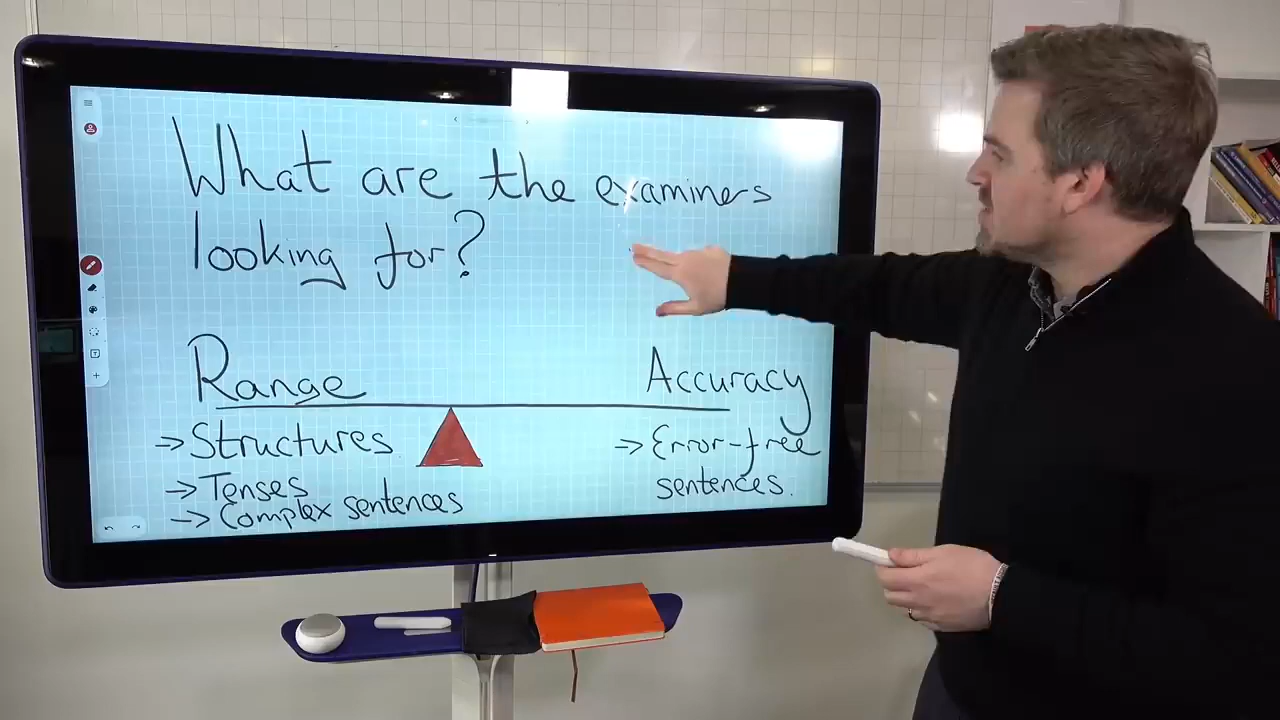 What are the examiners
looking for?
Range
→ Structures.
→ Tenses
→ Complex sentences
Accuracy
→ Error-free
sentences.